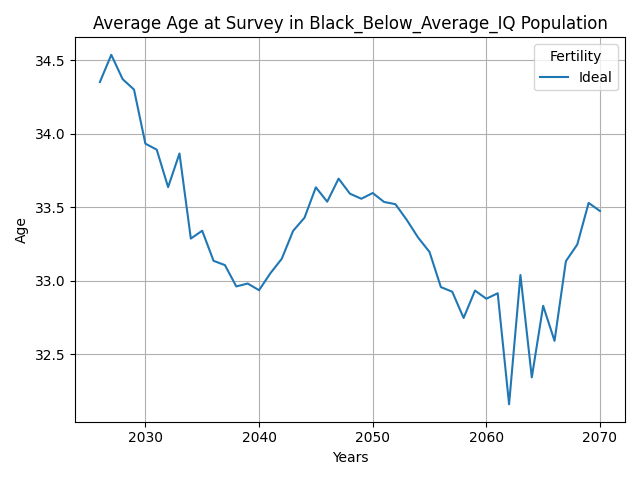 Average Age at Survey in Black_Below_Average_IQ Population
Fertility
Ideal
34.5
34.0
33.5
33.0
32.5
Age
2030 2040 2050 2060 2070
Years